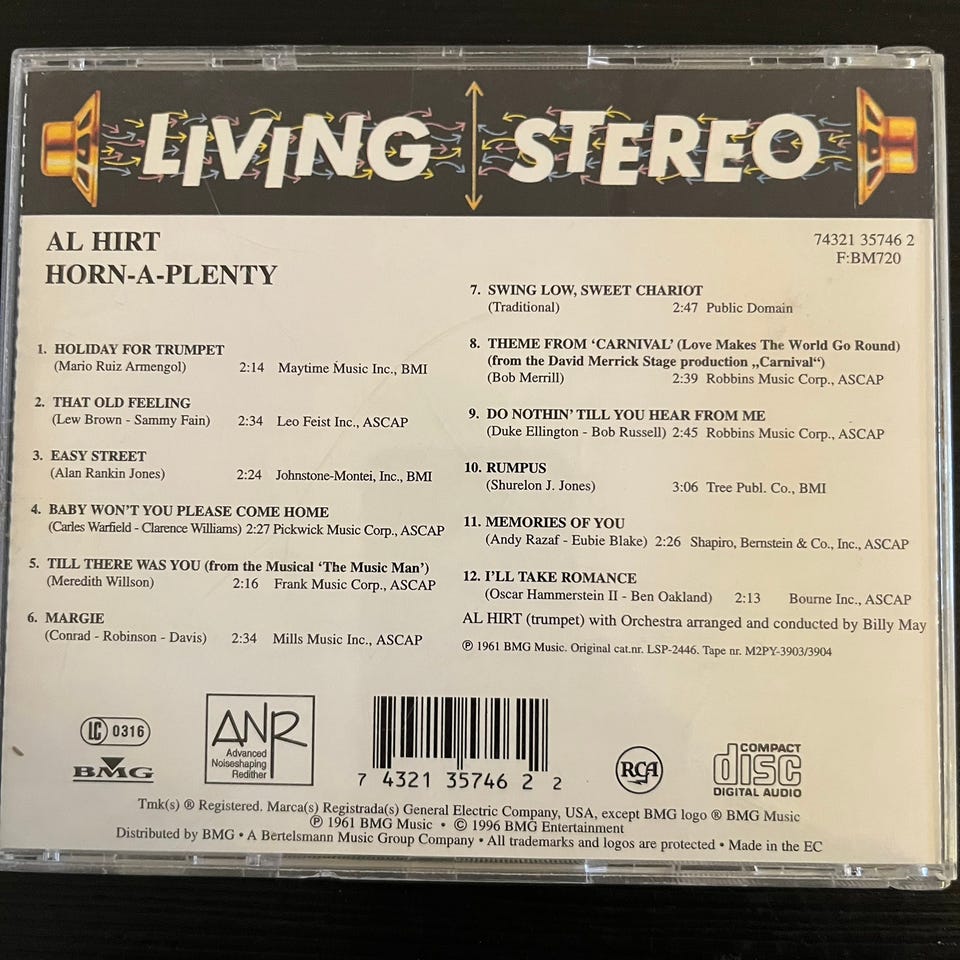 LIVING STEREO
AL HIRT
HORN-A-PLENTY
74321 35746 2
F:BM720
1. HOLIDAY FOR TRUMPET
(Mario Ruiz Armengol) 2:14 Maytime Music Inc., BMI
2. THAT OLD FEELING
(Lew Brown - Sammy Fain) 2:34 Leo Feist Inc., ASCAP
3. EASY STREET
(Alan Rankin Jones) 2:24 Johnstone-Montei, Inc., BMI
4. BABY WON'T YOU PLEASE COME HOME
(Carles Warfield - Clarence Williams) 2:27 Pickwick Music Corp., ASCAP
5. TILL THERE WAS YOU (from the Musical 'The Music Man')
(Meredith Willson) 2:16 Frank Music Corp., ASCAP
6. MARGIE
(Conrad - Robinson - Davis) 2:34 Mills Music Inc., ASCAP
7. SWING LOW, SWEET CHARIOT
(Traditional) 2:47 Public Domain
8. THEME FROM 'CARNIVAL' (Love Makes The World Go Round)
(from the David Merrick Stage production „Carnival“)
(Bob Merrill) 2:39 Robbins Music Corp., ASCAP
9. DO NOTHIN' TILL YOU HEAR FROM ME
(Duke Ellington - Bob Russell) 2:45 Robbins Music Corp., ASCAP
10. RUMPUS
(Shurelon J. Jones) 3:06 Tree Publ. Co., BMI
11. MEMORIES OF YOU
(Andy Razaf - Eubie Blake) 2:26 Shapiro, Bernstein & Co., Inc., ASCAP
12. I'LL TAKE ROMANCE
(Oscar Hammerstein II - Ben Oakland) 2:13 Bourne Inc., ASCAP
AL HIRT (trumpet) with Orchestra arranged and conducted by Billy May
℗ 1961 BMG Music. Original cat.nr. LSP-2446. Tape nr. M2PY-3903/3904
LC 0316
BMG
ANR
Advanced
Noiseshaping
Redither
7 4321 35746 2 2
RCA
COMPACT
disc
DIGITAL AUDIO
Tmk(s) ® Registered. Marca(s) Registrada(s) General Electric Company, USA, except BMG logo ® BMG Music
℗ 1961 BMG Music • © 1996 BMG Entertainment
Distributed by BMG • A Bertelsmann Music Group Company • All trademarks and logos are protected • Made in the EC